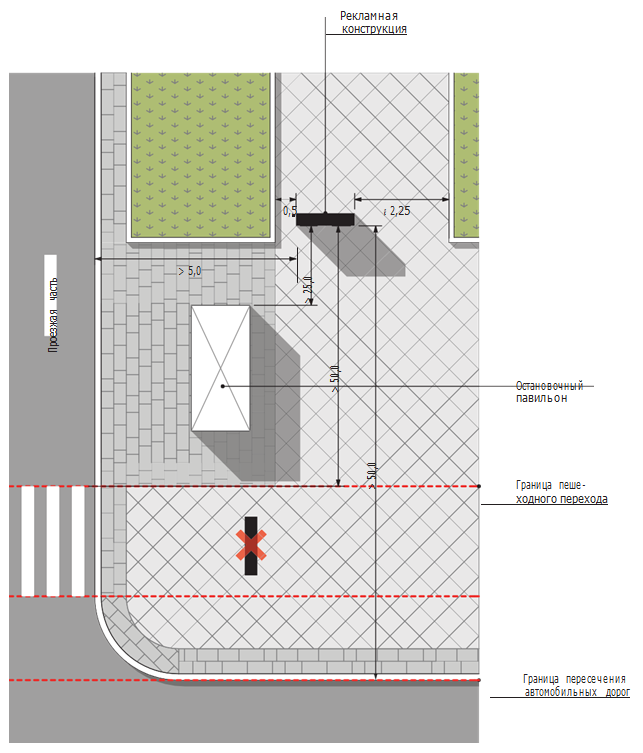 Рекламная
конструкция
0,5
2,25
> 5,0
> 25,0
Проезжая часть
> 50,0
Остановочный
павильон
> 50,0
Граница пеше-
ходного перехода
Граница пересечения
автомобильных дорог